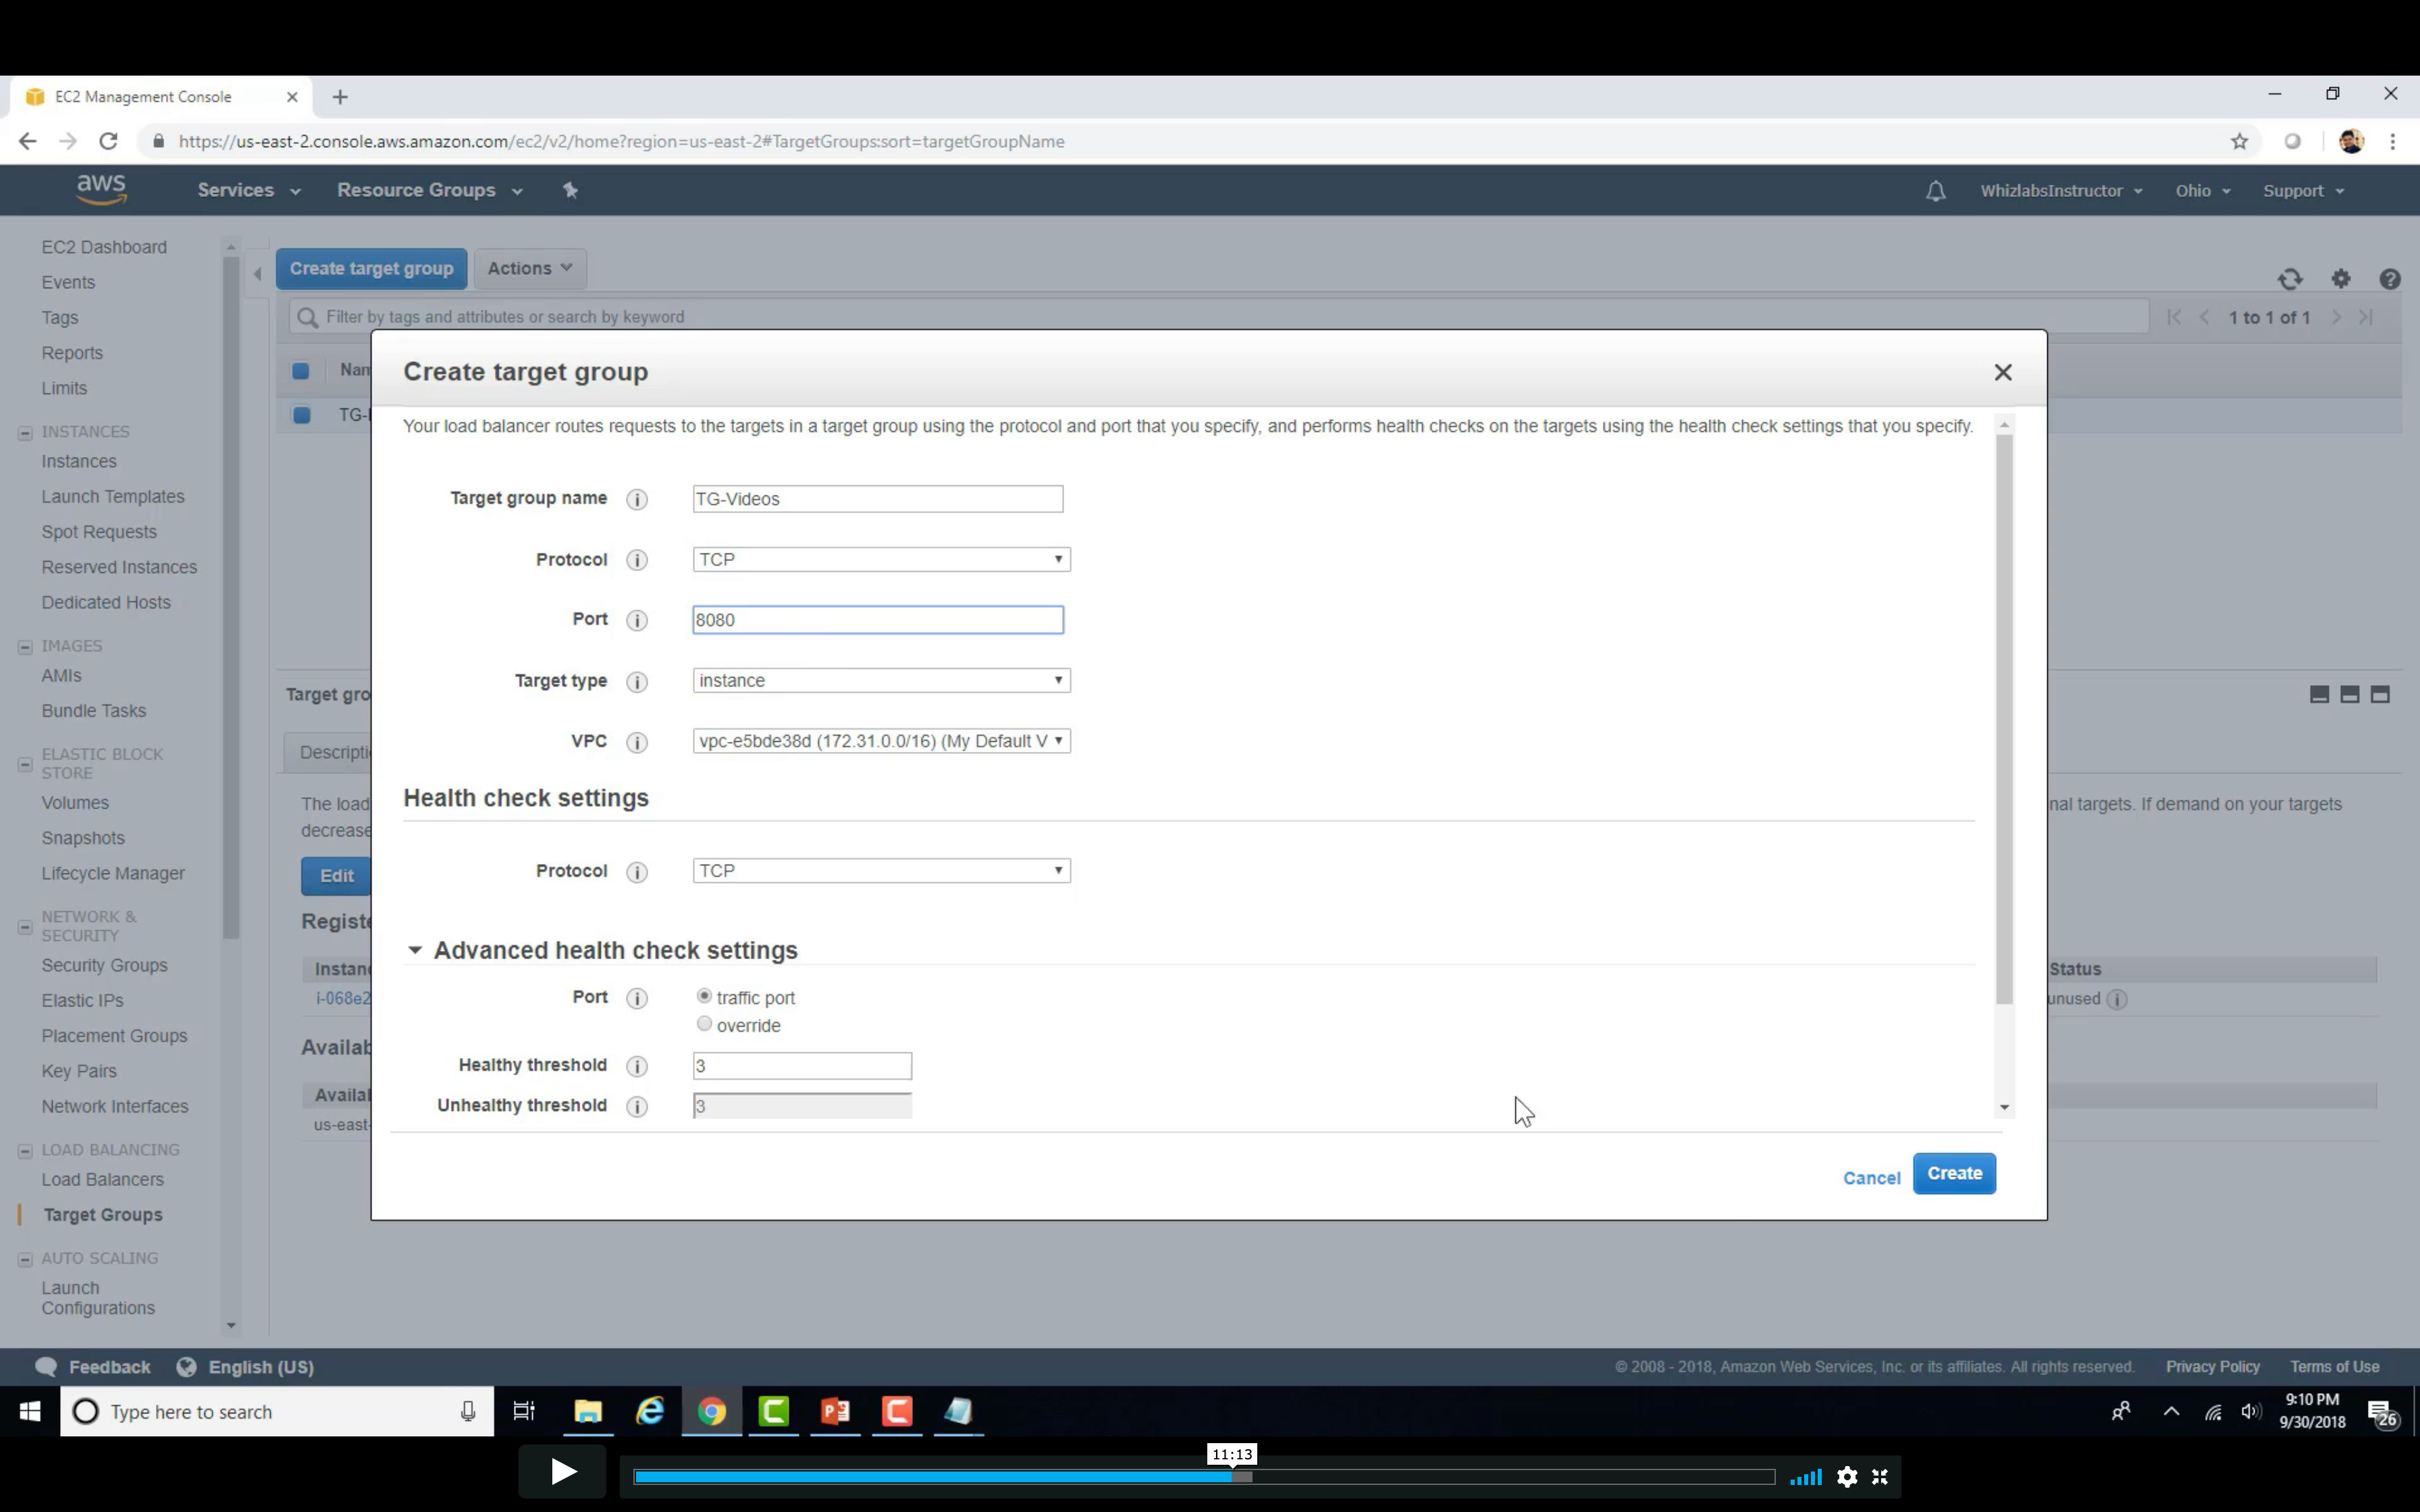 EC2 Management Console
https://us-east-2.console.aws.amazon.com/ec2/v2/home?region=us-east-2#TargetGroups:sort=targetGroupName
aws Services Resource Groups WhizlabsInstructor Ohio Support
EC2 Dashboard
Events
Tags
Reports
Limits
INSTANCES
Instances
Launch Templates
Spot Requests
Reserved Instances
Dedicated Hosts
IMAGES
AMIs
Bundle Tasks
ELASTIC BLOCK
STORE
Volumes
Snapshots
Lifecycle Manager
NETWORK &
SECURITY
Security Groups
Elastic IPs
Placement Groups
Key Pairs
Network Interfaces
LOAD BALANCING
Load Balancers
Target Groups
AUTO SCALING
Launch
Configurations
Create target group Actions
Filter by tags and attributes or search by keyword
1 to 1 of 1
Nam
TG-
Target gro
Descripti
The load
nal targets. If demand on your targets
decrease
Edit
Registe
Instan
Status
i-068e2
unused
Availab
Availa
us-east-
Create target group
Your load balancer routes requests to the targets in a target group using the protocol and port that you specify, and performs health checks on the targets using the health check settings that you specify.
Target group name TG-Videos
Protocol TCP
Port 8080
Target type instance
VPC vpc-e5bde38d (172.31.0.0/16) (My Default V
Health check settings
Protocol TCP
Advanced health check settings
Port traffic port
override
Healthy threshold 3
Unhealthy threshold 3
Cancel Create
Feedback English (US) © 2008 - 2018, Amazon Web Services, Inc. or its affiliates. All rights reserved. Privacy Policy Terms of Use
Type here to search
9:10 PM
9/30/2018
26
11:13